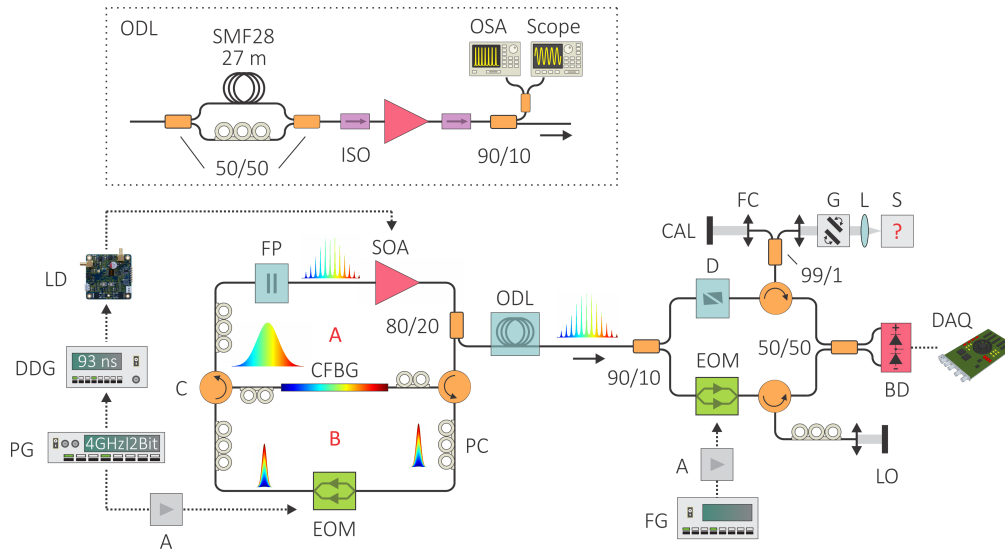 ODL
SMF28
27 m
50/50
ISO
OSA
Scope
90/10
LD
DDG
93 ns
PG
4GHz|2Bit
A
FP
SOA
A
80/20
C
CFBG
B
PC
EOM
ODL
90/10
CAL
FC
G
L
S
?
99/1
D
EOM
50/50
BD
DAQ
LO
A
FG